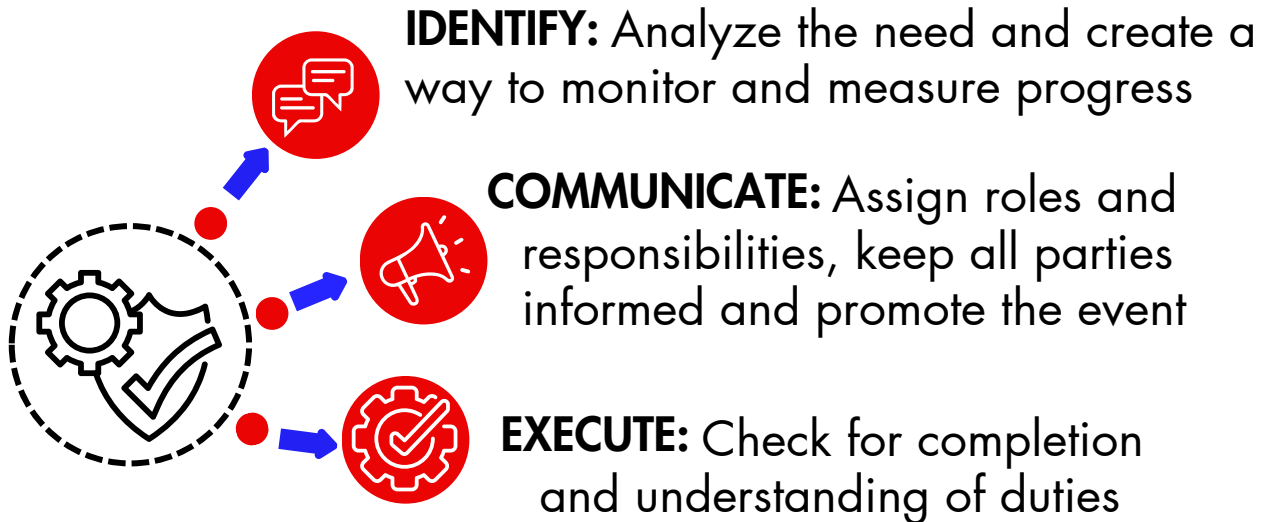 IDENTIFY: Analyze the need and create a
way to monitor and measure progress
COMMUNICATE: Assign roles and
responsibilities, keep all parties
informed and promote the event
EXECUTE: Check for completion
and understanding of duties